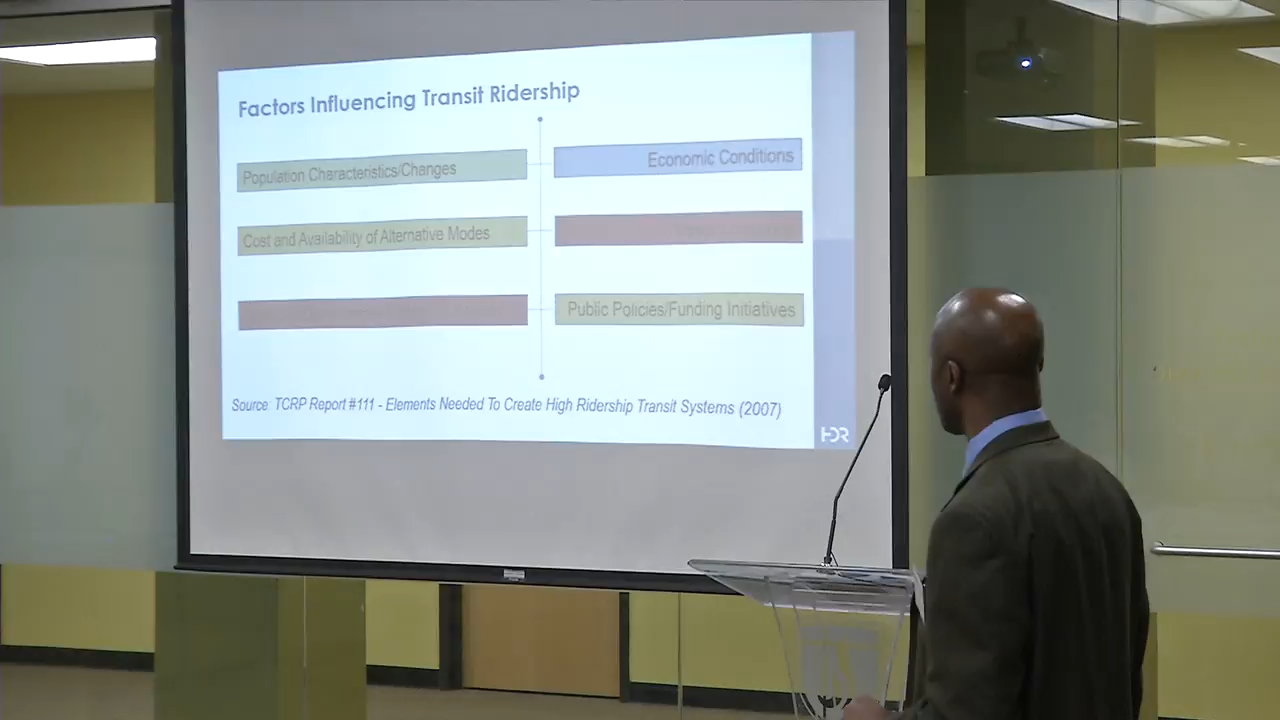 Factors Influencing Transit Ridership
Population Characteristics/Changes
Economic Conditions
Cost and Availability of Alternative Modes
Public Policies/Funding Initiatives
Source: TCRP Report #111 - Elements Needed To Create High Ridership Transit Systems (2007)
HDR